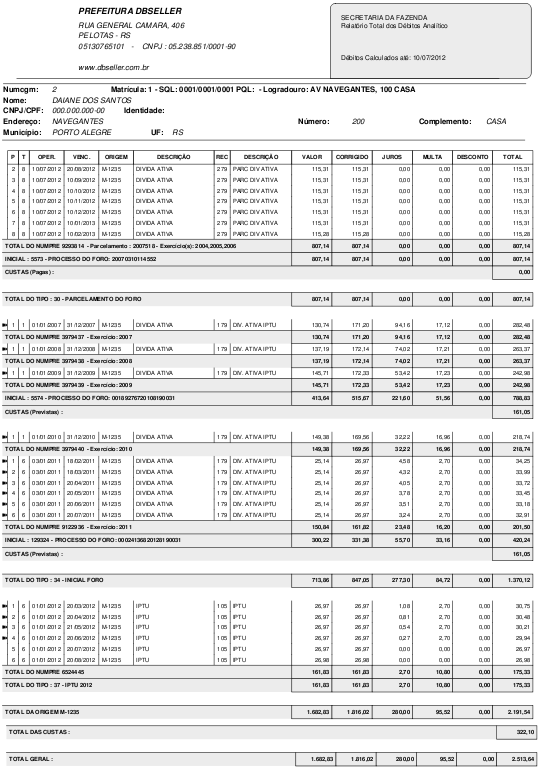 PREFEITURA DBSELLER
RUA GENERAL CAMARA, 406
PELOTAS - RS
05130765101 - CNPJ : 05.238.851/0001-90
www.dbseller.com.br
SECRETARIA DA FAZENDA
Relatório Total dos Débitos Analítico
Débitos Calculados até: 10/07/2012
Numcgm: 2 Matrícula: 1 - SQL: 0001/0001/0001 PQL: - Logradouro: AV NAVEGANTES, 100 CASA
Nome: DAIANE DOS SANTOS
CNPJ/CPF: 000.000.000-00 Identidade:
Endereço: NAVEGANTES Número: 200 Complemento: CASA
Município: PORTO ALEGRE UF: RS
P T OPER. VENC. ORIGEM DESCRIÇÃO REC DESCRIÇÃO VALOR CORRIGIDO JUROS MULTA DESCONTO TOTAL
2 8 10/07/2012 20/08/2012 M-1235 DIVIDA ATIVA 279 PARC DIV ATIVA 115,31 115,31 0,00 0,00 0,00 115,31
3 8 10/07/2012 10/09/2012 M-1235 DIVIDA ATIVA 279 PARC DIV ATIVA 115,31 115,31 0,00 0,00 0,00 115,31
4 8 10/07/2012 10/10/2012 M-1235 DIVIDA ATIVA 279 PARC DIV ATIVA 115,31 115,31 0,00 0,00 0,00 115,31
5 8 10/07/2012 10/11/2012 M-1235 DIVIDA ATIVA 279 PARC DIV ATIVA 115,31 115,31 0,00 0,00 0,00 115,31
6 8 10/07/2012 10/12/2012 M-1235 DIVIDA ATIVA 279 PARC DIV ATIVA 115,31 115,31 0,00 0,00 0,00 115,31
7 8 10/07/2012 10/01/2013 M-1235 DIVIDA ATIVA 279 PARC DIV ATIVA 115,31 115,31 0,00 0,00 0,00 115,31
8 8 10/07/2012 10/02/2013 M-1235 DIVIDA ATIVA 279 PARC DIV ATIVA 115,28 115,28 0,00 0,00 0,00 115,28
TOTAL DO NUMPRE 9293814 - Parcelamento : 2007518 - Exercicio(s): 2004,2005,2006 807,14 807,14 0,00 0,00 0,00 807,14
INICIAL : 5573 - PROCESSO DO FORO: 20070310114552 807,14 807,14 0,00 0,00 0,00 807,14
CUSTAS (Pagas) : 0,00
TOTAL DO TIPO : 30 - PARCELAMENTO DO FORO 807,14 807,14 0,00 0,00 0,00 807,14
1 1 01/01/2007 31/12/2007 M-1235 DIVIDA ATIVA 179 DIV. ATIVA IPTU 130,74 171,20 94,16 17,12 0,00 282,48
TOTAL DO NUMPRE 3979437 - Exercicio: 2007 130,74 171,20 94,16 17,12 0,00 282,48
1 1 01/01/2008 31/12/2008 M-1235 DIVIDA ATIVA 179 DIV. ATIVA IPTU 137,19 172,14 74,02 17,21 0,00 263,37
TOTAL DO NUMPRE 3979438 - Exercicio: 2008 137,19 172,14 74,02 17,21 0,00 263,37
1 1 01/01/2009 31/12/2009 M-1235 DIVIDA ATIVA 179 DIV. ATIVA IPTU 145,71 172,33 53,42 17,23 0,00 242,98
TOTAL DO NUMPRE 3979439 - Exercicio: 2009 145,71 172,33 53,42 17,23 0,00 242,98
INICIAL : 5574 - PROCESSO DO FORO: 00189276720108190031 413,64 515,67 221,60 51,56 0,00 788,83
CUSTAS (Previstas) : 161,05
1 1 01/01/2010 31/12/2010 M-1235 DIVIDA ATIVA 179 DIV. ATIVA IPTU 149,38 169,56 32,22 16,96 0,00 218,74
TOTAL DO NUMPRE 3979440 - Exercicio: 2010 149,38 169,56 32,22 16,96 0,00 218,74
1 6 03/01/2011 18/02/2011 M-1235 DIVIDA ATIVA 179 DIV. ATIVA IPTU 25,14 26,97 4,58 2,70 0,00 34,25
2 6 03/01/2011 18/03/2011 M-1235 DIVIDA ATIVA 179 DIV. ATIVA IPTU 25,14 26,97 4,32 2,70 0,00 33,99
3 6 03/01/2011 20/04/2011 M-1235 DIVIDA ATIVA 179 DIV. ATIVA IPTU 25,14 26,97 4,05 2,70 0,00 33,72
4 6 03/01/2011 20/05/2011 M-1235 DIVIDA ATIVA 179 DIV. ATIVA IPTU 25,14 26,97 3,78 2,70 0,00 33,45
5 6 03/01/2011 20/06/2011 M-1235 DIVIDA ATIVA 179 DIV. ATIVA IPTU 25,14 26,97 3,51 2,70 0,00 33,18
6 6 03/01/2011 20/07/2011 M-1235 DIVIDA ATIVA 179 DIV. ATIVA IPTU 25,14 26,97 3,24 2,70 0,00 32,91
TOTAL DO NUMPRE 9122936 - Exercicio: 2011 150,84 161,82 23,48 16,20 0,00 201,50
INICIAL : 129324 - PROCESSO DO FORO: 00024136820128190031 300,22 331,38 55,70 33,16 0,00 420,24
CUSTAS (Previstas) : 161,05
TOTAL DO TIPO : 34 - INICIAL FORO 713,86 847,05 277,30 84,72 0,00 1.370,12
1 6 01/01/2012 20/03/2012 M-1235 IPTU 105 IPTU 26,97 26,97 1,08 2,70 0,00 30,75
2 6 01/01/2012 20/04/2012 M-1235 IPTU 105 IPTU 26,97 26,97 0,81 2,70 0,00 30,48
3 6 01/01/2012 21/05/2012 M-1235 IPTU 105 IPTU 26,97 26,97 0,54 2,70 0,00 30,21
4 6 01/01/2012 20/06/2012 M-1235 IPTU 105 IPTU 26,97 26,97 0,27 2,70 0,00 29,94
5 6 01/01/2012 20/07/2012 M-1235 IPTU 105 IPTU 26,97 26,97 0,00 0,00 0,00 26,97
6 6 01/01/2012 20/08/2012 M-1235 IPTU 105 IPTU 26,98 26,98 0,00 0,00 0,00 26,98
TOTAL DO NUMPRE 6524445 161,83 161,83 2,70 10,80 0,00 175,33
TOTAL DO TIPO : 37 - IPTU 2012 161,83 161,83 2,70 10,80 0,00 175,33
TOTAL DA ORIGEM M-1235 1.682,83 1.816,02 280,00 95,52 0,00 2.191,54
TOTAL DAS CUSTAS : 322,10
TOTAL GERAL : 1.682,83 1.816,02 280,00 95,52 0,00 2.513,64